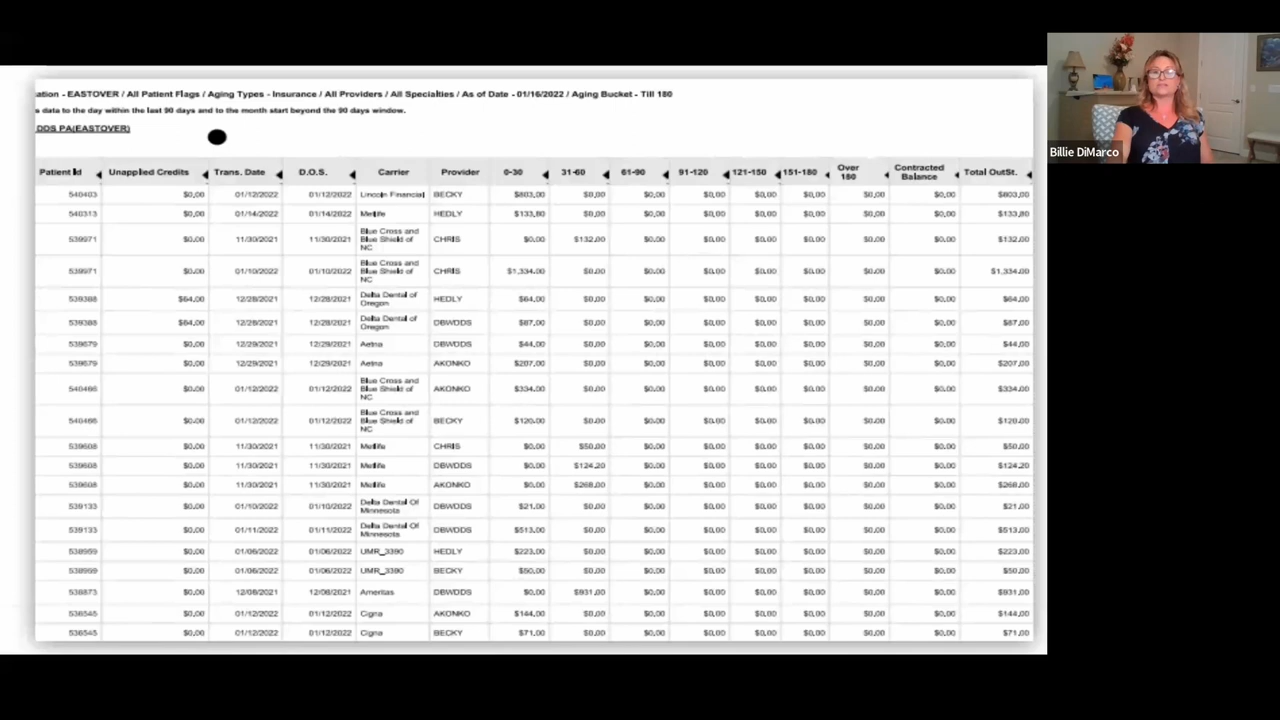 ation - EASTOVER / All Patient Flags / Aging Types - Insurance / All Providers / All Specialties / As of Date - 01/16/2022 / Aging Bucket - Till 180
s data to the day within the last 90 days and to the month start beyond the 90 days window.
DDS PA(EASTOVER)
Patient Id Unapplied Credits Trans. Date D.O.S. Carrier Provider 0-30 31-60 61-90 91-120 121-150 151-180 Over 180 Contracted Balance Total OutSt.
540403 $0.00 01/12/2022 01/12/2022 Lincoln Financial BECKY $803.00 $0.00 $0.00 $0.00 $0.00 $0.00 $0.00 $0.00 $803.00
540313 $0.00 01/14/2022 01/14/2022 Metlife HEDLY $133.80 $0.00 $0.00 $0.00 $0.00 $0.00 $0.00 $0.00 $133.80
539971 $0.00 11/30/2021 11/30/2021 Blue Cross and Blue Shield of NC CHRIS $0.00 $132.00 $0.00 $0.00 $0.00 $0.00 $0.00 $0.00 $132.00
539971 $0.00 01/10/2022 01/10/2022 Blue Cross and Blue Shield of NC CHRIS $1,334.00 $0.00 $0.00 $0.00 $0.00 $0.00 $0.00 $0.00 $1,334.00
539388 $64.00 12/28/2021 12/28/2021 Delta Dental of Oregon HEDLY $64.00 $0.00 $0.00 $0.00 $0.00 $0.00 $0.00 $0.00 $64.00
539388 $64.00 12/28/2021 12/28/2021 Delta Dental of Oregon DBWDDS $87.00 $0.00 $0.00 $0.00 $0.00 $0.00 $0.00 $0.00 $87.00
539679 $0.00 12/29/2021 12/29/2021 Aetna DBWDDS $44.00 $0.00 $0.00 $0.00 $0.00 $0.00 $0.00 $0.00 $44.00
539679 $0.00 12/29/2021 12/29/2021 Aetna AKONKO $207.00 $0.00 $0.00 $0.00 $0.00 $0.00 $0.00 $0.00 $207.00
540466 $0.00 01/12/2022 01/12/2022 Blue Cross and Blue Shield of NC AKONKO $334.00 $0.00 $0.00 $0.00 $0.00 $0.00 $0.00 $0.00 $334.00
540466 $0.00 01/12/2022 01/12/2022 Blue Cross and Blue Shield of NC BECKY $120.00 $0.00 $0.00 $0.00 $0.00 $0.00 $0.00 $0.00 $120.00
539608 $0.00 11/30/2021 11/30/2021 Metlife CHRIS $0.00 $50.00 $0.00 $0.00 $0.00 $0.00 $0.00 $0.00 $50.00
539608 $0.00 11/30/2021 11/30/2021 Metlife DBWDDS $0.00 $124.20 $0.00 $0.00 $0.00 $0.00 $0.00 $0.00 $124.20
539608 $0.00 11/30/2021 11/30/2021 Metlife AKONKO $0.00 $268.00 $0.00 $0.00 $0.00 $0.00 $0.00 $0.00 $268.00
539133 $0.00 01/10/2022 01/10/2022 Delta Dental Of Minnesota DBWDDS $21.00 $0.00 $0.00 $0.00 $0.00 $0.00 $0.00 $0.00 $21.00
539133 $0.00 01/11/2022 01/11/2022 Delta Dental Of Minnesota DBWDDS $513.00 $0.00 $0.00 $0.00 $0.00 $0.00 $0.00 $0.00 $513.00
538959 $0.00 01/06/2022 01/06/2022 UMR_3390 HEDLY $223.00 $0.00 $0.00 $0.00 $0.00 $0.00 $0.00 $0.00 $223.00
538959 $0.00 01/06/2022 01/06/2022 UMR_3390 BECKY $50.00 $0.00 $0.00 $0.00 $0.00 $0.00 $0.00 $0.00 $50.00
538873 $0.00 12/08/2021 12/08/2021 Ameritas DBWDDS $0.00 $931.00 $0.00 $0.00 $0.00 $0.00 $0.00 $0.00 $931.00
536545 $0.00 01/12/2022 01/12/2022 Cigna AKONKO $144.00 $0.00 $0.00 $0.00 $0.00 $0.00 $0.00 $0.00 $144.00
536545 $0.00 01/12/2022 01/12/2022 Cigna BECKY $71.00 $0.00 $0.00 $0.00 $0.00 $0.00 $0.00 $0.00 $71.00
Billie DiMarco